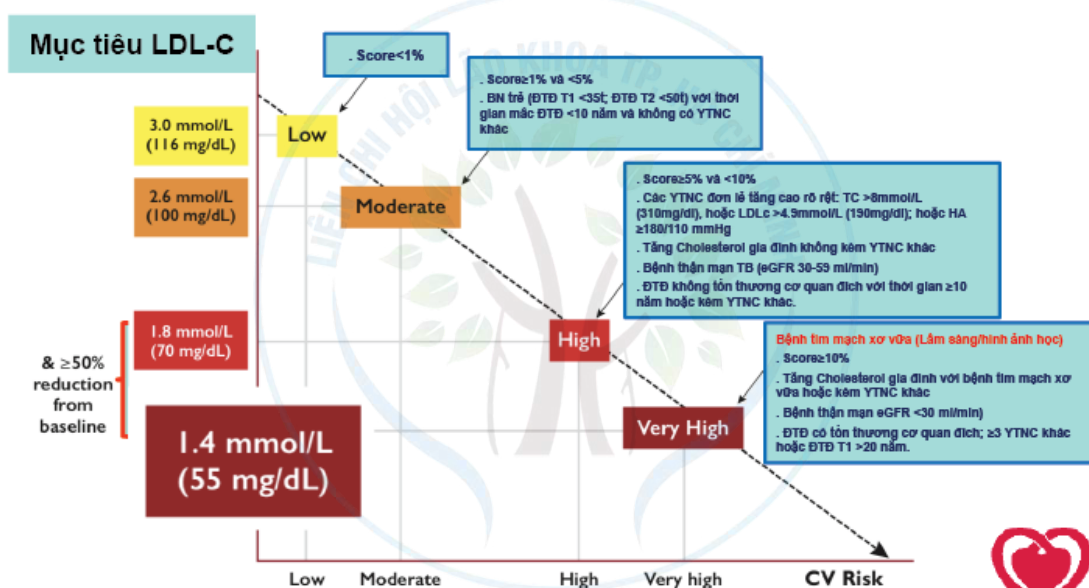 Mục tiêu LDL-C
. Score<1%
. Score≥1% và <5%
. BN trẻ (ĐTĐ T1 <35t; ĐTĐ T2 <50t) với thời
gian mắc ĐTĐ <10 năm và không có YTNC
khác
3.0 mmol/L
(116 mg/dL)
Low
2.6 mmol/L
(100 mg/dL)
Moderate
. Score≥5% và <10%
. Các YTNC đơn lẻ tăng cao rõ rệt: TC >8mmol/L
(310mg/dl), hoặc LDLc >4.9mmol/L (190mg/dl); hoặc HA
≥180/110 mmHg
. Tăng Cholesterol gia đình không kèm YTNC khác
. Bệnh thận mạn TB (eGFR 30-59 ml/min)
. ĐTĐ không tổn thương cơ quan đích với thời gian ≥10
năm hoặc kèm YTNC khác.
1.8 mmol/L
(70 mg/dL)
High
& ≥50%
reduction
from
baseline
Bệnh tim mạch xơ vữa (Lâm sàng/hình ảnh học)
. Score≥10%
. Tăng Cholesterol gia đình với bệnh tim mạch xơ
vữa hoặc kèm YTNC khác
. Bệnh thận mạn eGFR <30 ml/min)
. ĐTĐ có tổn thương cơ quan đích; ≥3 YTNC khác
hoặc ĐTĐ T1 >20 năm.
1.4 mmol/L
(55 mg/dL)
Very High
Low
Moderate
High
Very high
CV Risk
LIÊN CHI HỘI LÃO KHOA TP. HỒ CHÍ MINH